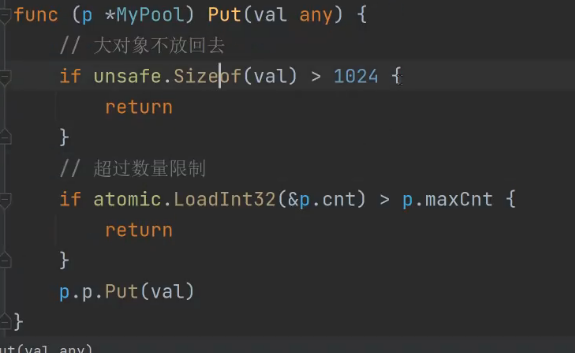 func (p *MyPool) Put(val any) {
// 大对象不放回去
if unsafe.Sizeof(val) > 1024 {
return
}
// 超过数量限制
if atomic.LoadInt32(&p.cnt) > p.maxCnt {
return
}
p.p.Put(val)
}
ut(val any)